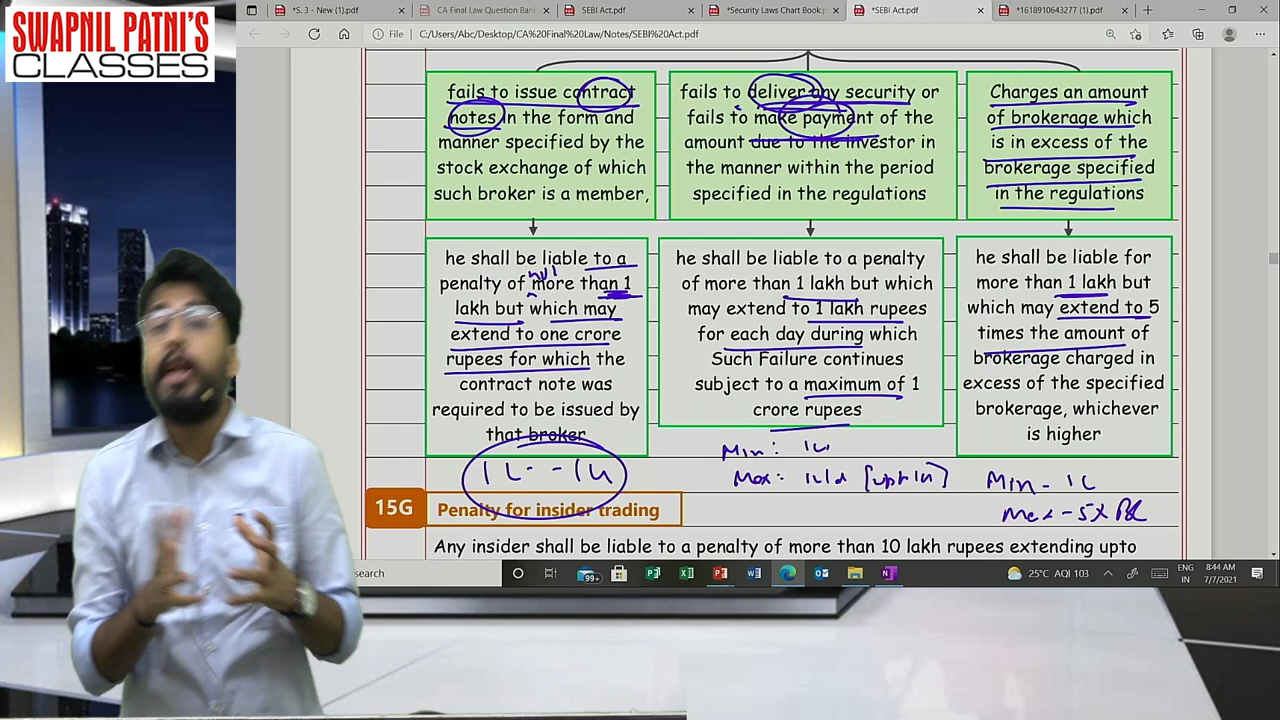 SWAPNIL PATNI'S
CLASSES
*S. 3 - New (1).pdf
CA Final Law Question Ban
SEBI Act.pdf
*Security Laws Chart Book.p
*SEBI Act.pdf
*1618910643277 (1).pdf
File
C:/Users/Abc/Desktop/CA%20Final%20Law/Notes/SEBI%20Act.pdf
fails to issue contract
notes in the form and
manner specified by the
stock exchange of which
such broker is a member,
fails to deliver any security or
fails to make payment of the
amount due to the investor in
the manner within the period
specified in the regulations
Charges an amount
of brokerage which
is in excess of the
brokerage specified
in the regulations
he shall be liable to a
penalty of more than 1
lakh but which may
extend to one crore
rupees for which the
contract note was
required to be issued by
that broker
he shall be liable to a penalty
of more than 1 lakh but which
may extend to 1 lakh rupees
for each day during which
Such Failure continues
subject to a maximum of 1
crore rupees
he shall be liable for
more than 1 lakh but
which may extend to 5
times the amount of
brokerage charged in
excess of the specified
brokerage, whichever
is higher
Min:
Max:
Min - 1L
15G
Penalty for insider trading
Any insider shall be liable to a penalty of more than 10 lakh rupees extending upto
search
99+
25°C AQI 103
ENG
IN
8:44 AM
7/7/2021